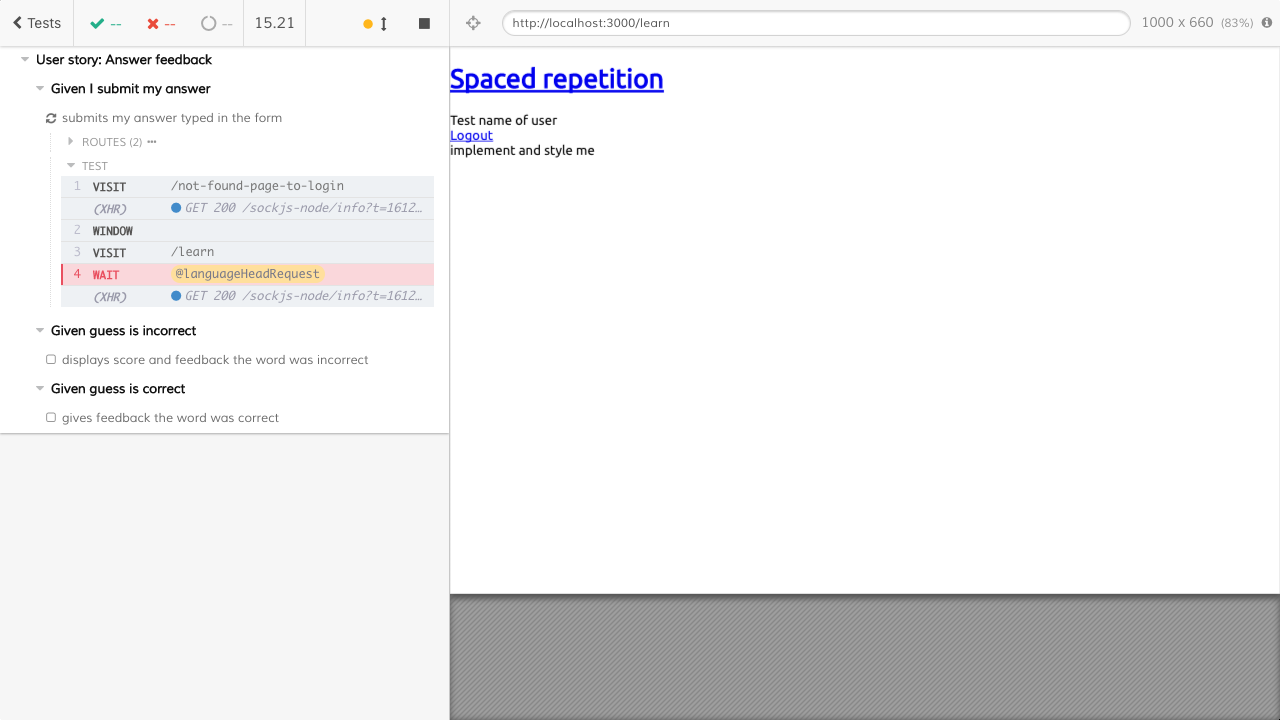 Tests -- -- -- 15.21
User story: Answer feedback
Given I submit my answer
submits my answer typed in the form
ROUTES (2) •••
TEST
1 VISIT /not-found-page-to-login
(XHR) GET 200 /sockjs-node/info?t=1612…
2 WINDOW
3 VISIT /learn
4 WAIT @languageHeadRequest
(XHR) GET 200 /sockjs-node/info?t=1612…
Given guess is incorrect
displays score and feedback the word was incorrect
Given guess is correct
gives feedback the word was correct
http://localhost:3000/learn 1000 x 660 (83%)
Spaced repetition
Test name of user
Logout
implement and style me